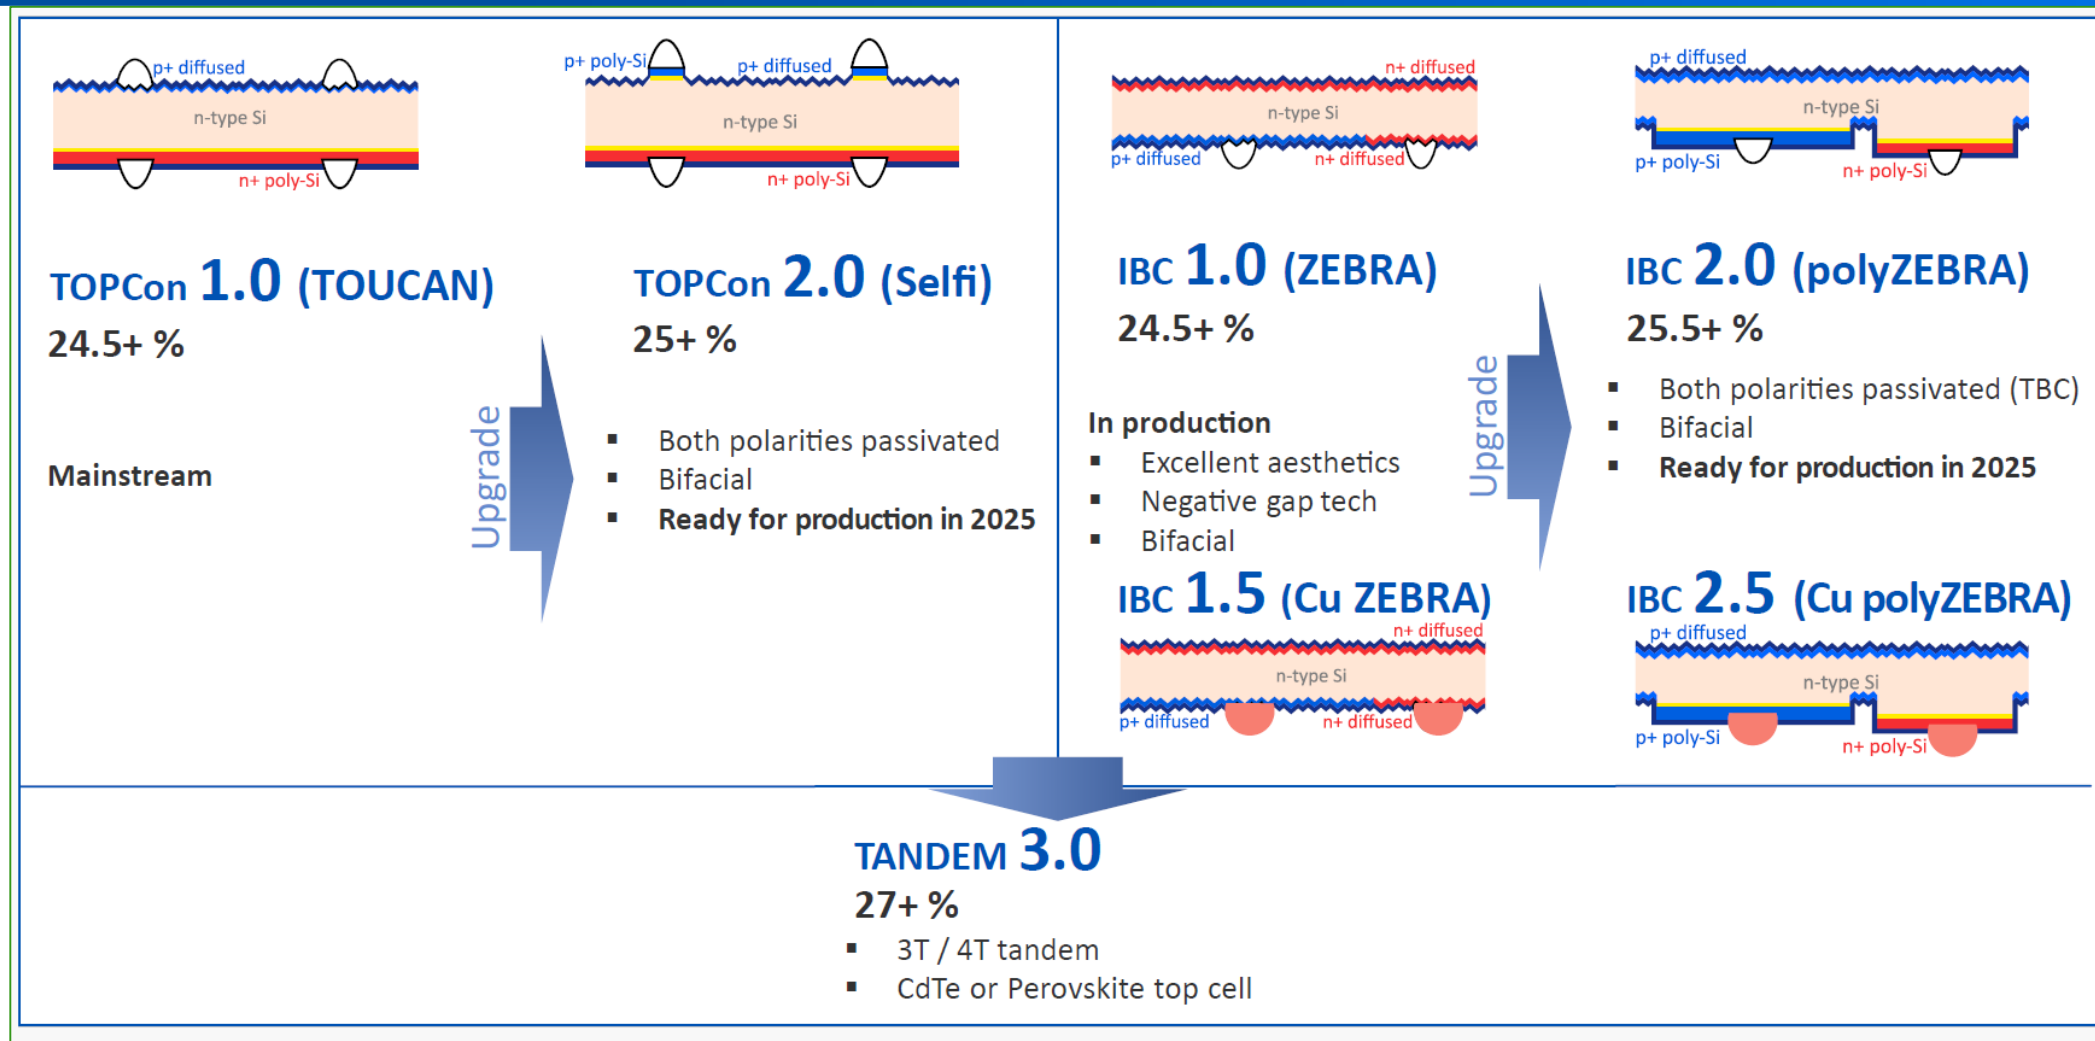 p+ diffused
n-type Si
n+ poly-Si
TOPCon 1.0 (TOUCAN)
24.5+ %
Mainstream
Upgrade
p+ poly-Si
p+ diffused
n-type Si
n+ poly-Si
TOPCon 2.0 (Selfi)
25+ %
▪ Both polarities passivated
▪ Bifacial
▪ Ready for production in 2025
n+ diffused
n-type Si
p+ diffused
n+ diffused
IBC 1.0 (ZEBRA)
24.5+ %
In production
▪ Excellent aesthetics
▪ Negative gap tech
▪ Bifacial
IBC 1.5 (Cu ZEBRA)
n+ diffused
n-type Si
p+ diffused
n+ diffused
Upgrade
p+ diffused
n-type Si
p+ poly-Si
n+ poly-Si
IBC 2.0 (polyZEBRA)
25.5+ %
▪ Both polarities passivated (TBC)
▪ Bifacial
▪ Ready for production in 2025
IBC 2.5 (Cu polyZEBRA)
p+ diffused
n-type Si
p+ poly-Si
n+ poly-Si
TANDEM 3.0
27+ %
▪ 3T / 4T tandem
▪ CdTe or Perovskite top cell